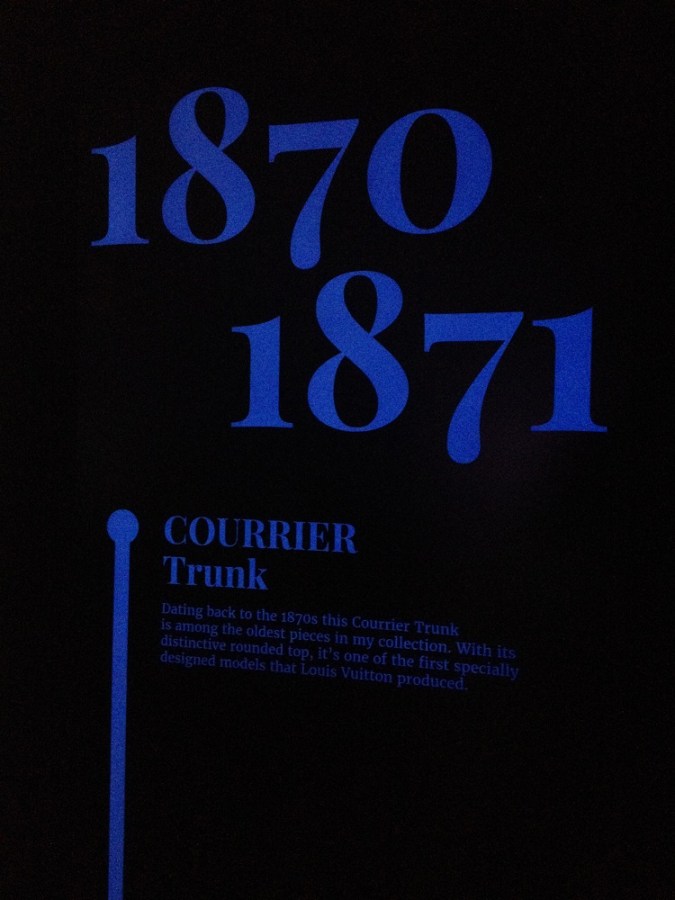 1870
1871
COURRIER
Trunk
Dating back to the 1870s this Courrier Trunk
is among the oldest pieces in my collection. With its
distinctive rounded top, it's one of the first specially
designed models that Louis Vuitton produced.